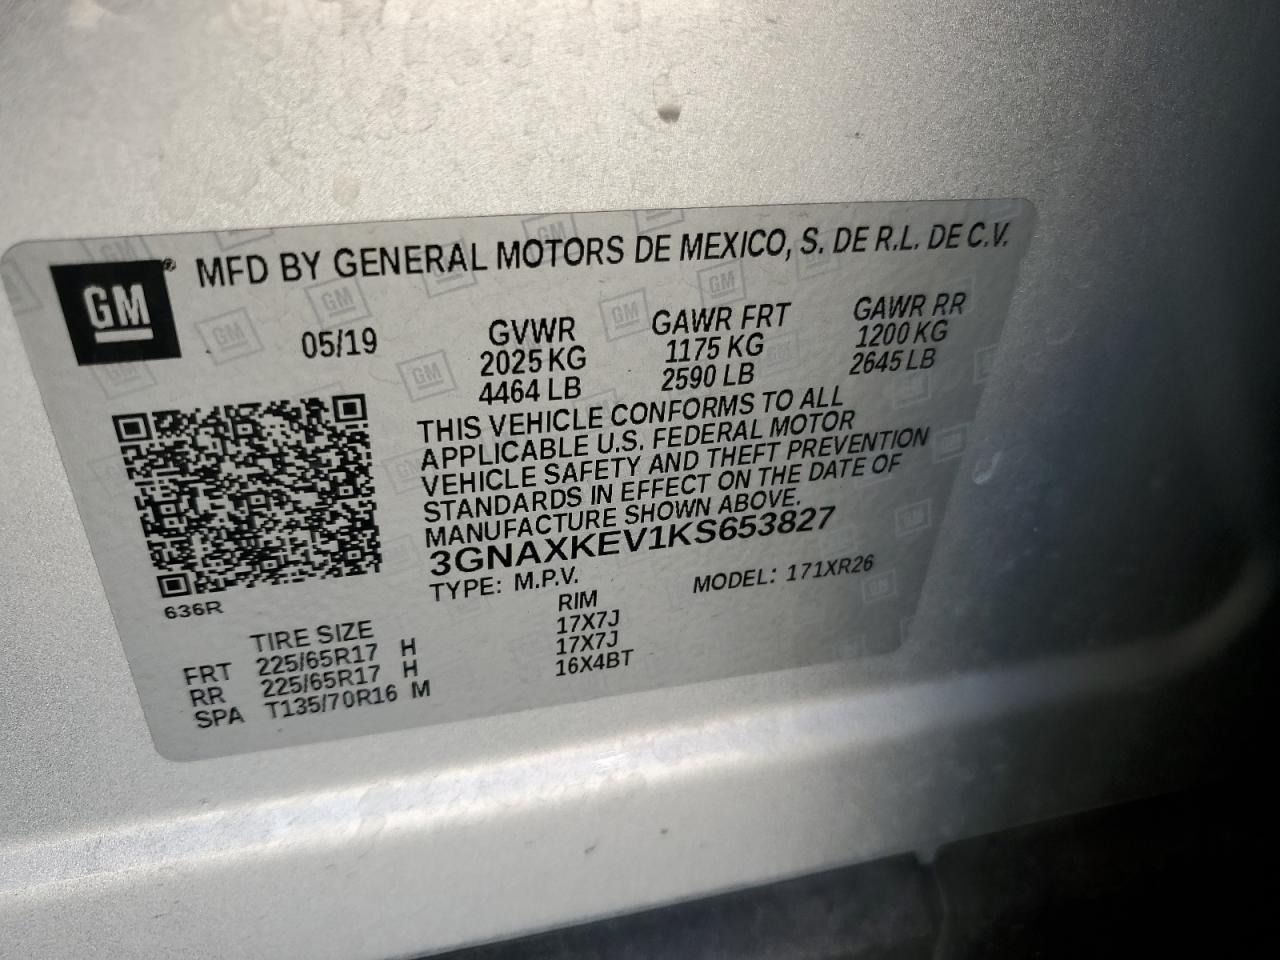 GM® MFD BY GENERAL MOTORS DE MEXICO, S. DE R.L. DE C.V.
05/19 GVWR GAWR FRT GAWR RR
2025 KG 1175 KG 1200 KG
4464 LB 2590 LB 2645 LB
THIS VEHICLE CONFORMS TO ALL
APPLICABLE U.S. FEDERAL MOTOR
VEHICLE SAFETY AND THEFT PREVENTION
STANDARDS IN EFFECT ON THE DATE OF
MANUFACTURE SHOWN ABOVE.
3GNAXKEV1KS653827
TYPE: M.P.V. MODEL: 171XR26
636R
TIRE SIZE RIM
FRT 225/65R17 H 17X7J
RR 225/65R17 H 17X7J
SPA T135/70R16 M 16X4BT